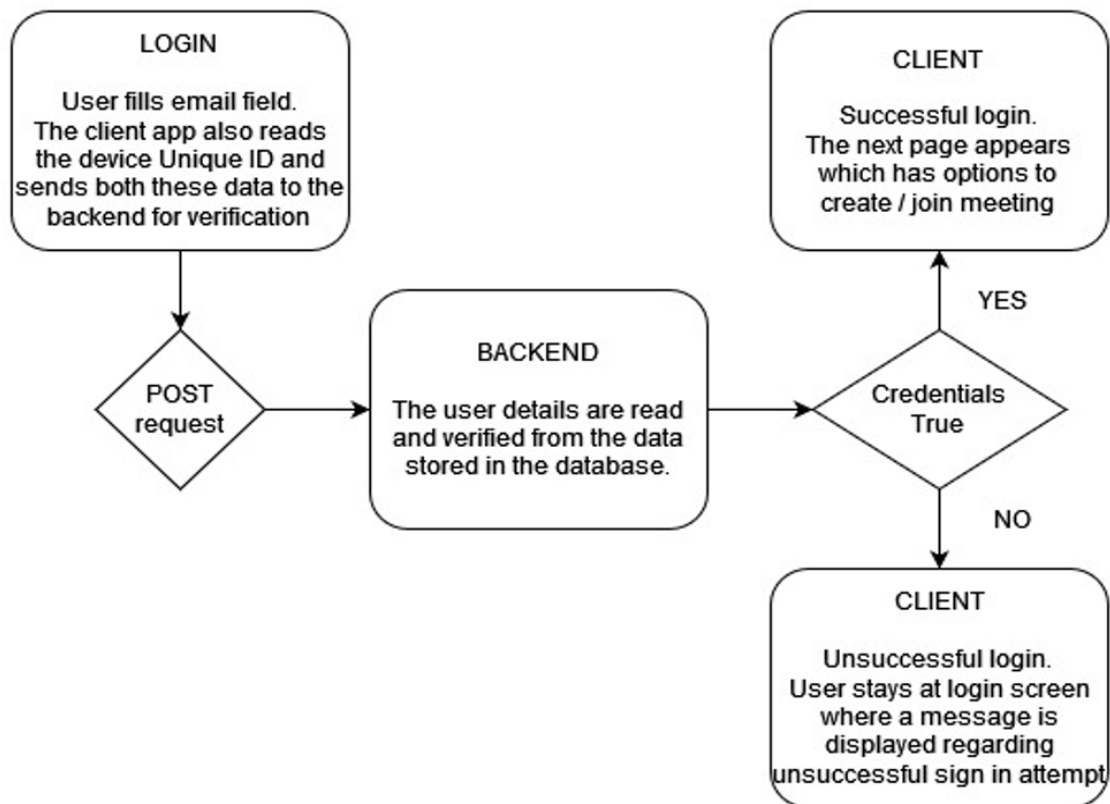 LOGIN
User fills email field.
The client app also reads
the device Unique ID and
sends both these data to the
backend for verification
POST
request
BACKEND
The user details are read
and verified from the data
stored in the database.
Credentials
True
YES
CLIENT
Successful login.
The next page appears
which has options to
create / join meeting
NO
CLIENT
Unsuccessful login.
User stays at login screen
where a message is
displayed regarding
unsuccessful sign in attempt